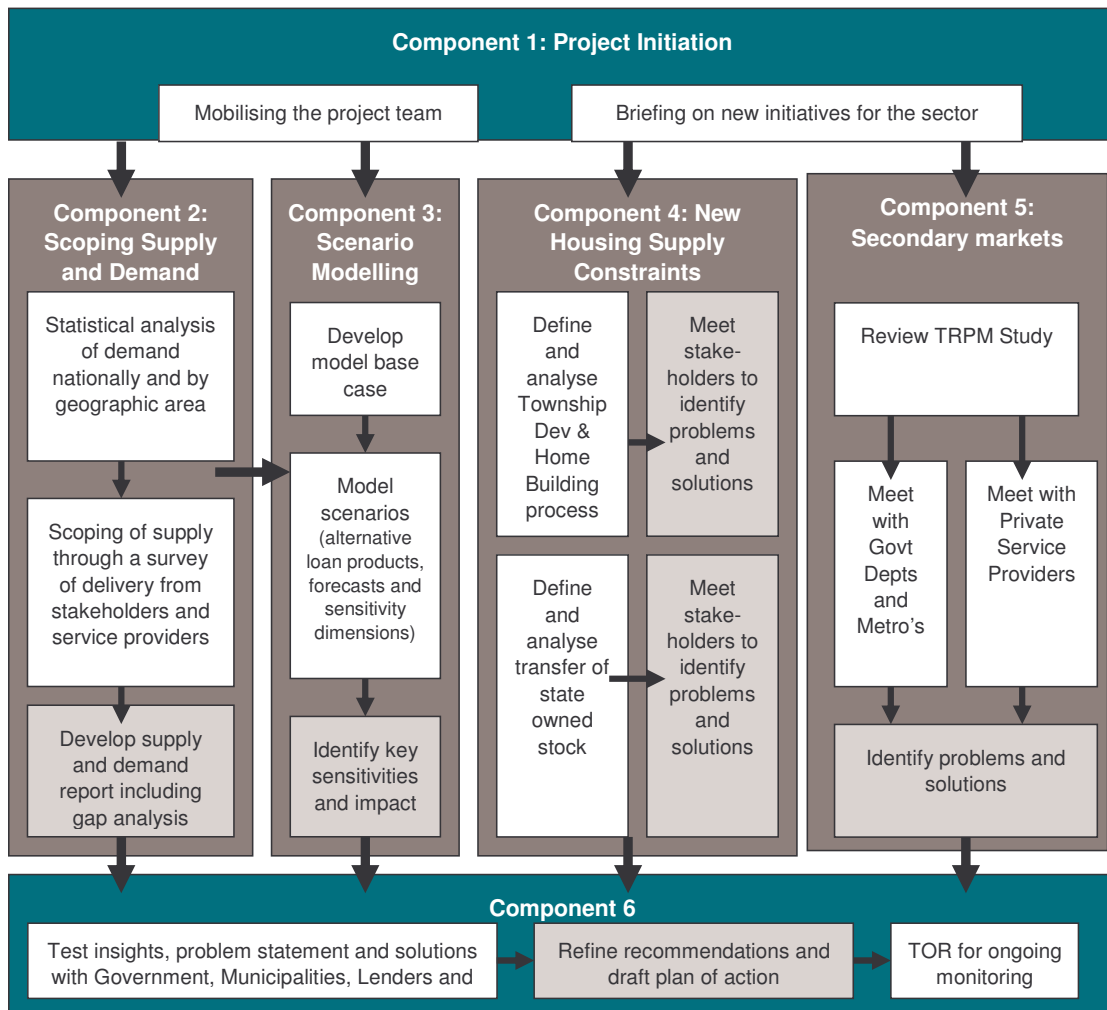 Component 1: Project Initiation
Mobilising the project team
Briefing on new initiatives for the sector
Component 2:
Scoping Supply
and Demand
Statistical analysis
of demand
nationally and by
geographic area
Scoping of supply
through a survey
of delivery from
stakeholders and
service providers
Develop supply
and demand
report including
gap analysis
Component 3:
Scenario
Modelling
Develop
model base
case
Model
scenarios
(alternative
loan products,
forecasts and
sensitivity
dimensions)
Identify key
sensitivities
and impact
Component 4: New
Housing Supply
Constraints
Define
and
analyse
Township
Dev &
Home
Building
process
Meet
stake-
holders to
identify
problems
and
solutions
Define
and
analyse
transfer of
state
owned
stock
Meet
stake-
holders to
identify
problems
and
solutions
Component 5:
Secondary markets
Review TRPM Study
Meet
with
Govt
Depts
and
Metro's
Meet with
Private
Service
Providers
Identify problems and
solutions
Component 6
Test insights, problem statement and solutions
with Government, Municipalities, Lenders and
Refine recommendations and
draft plan of action
TOR for ongoing
monitoring